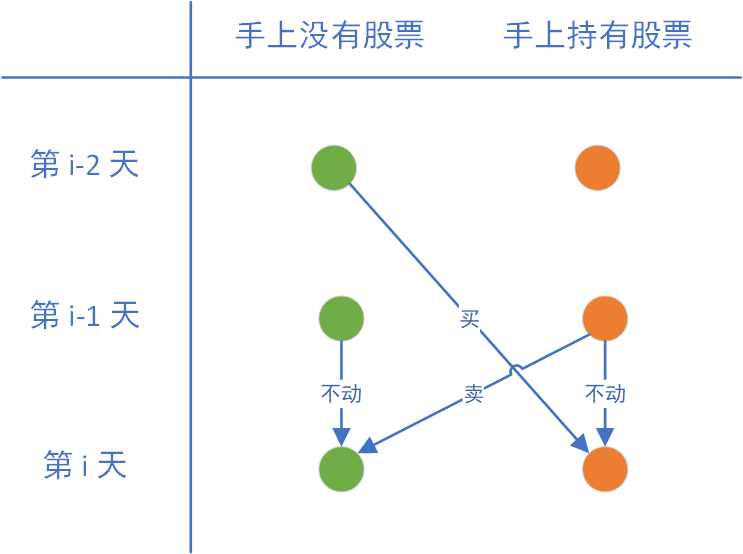 手上没有股票 手上持有股票
第 i-2 天
第 i-1 天
买
不动 卖 不动
第 i 天